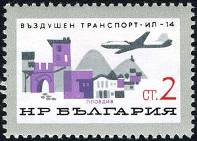 ВЪЗДУШЕН ТРАНСПОРТ-ИЛ-14
ПЛОВДИВ
СТ. 2
НР БЪЛГАРИЯ